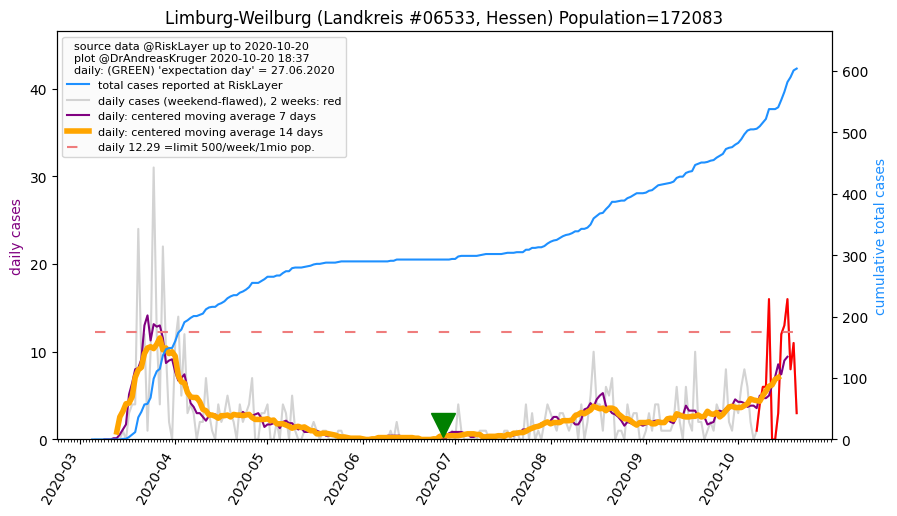 Limburg-Weilburg (Landkreis #06533, Hessen) Population=172083
source data @RiskLayer up to 2020-10-20
plot @DrAndreasKruger 2020-10-20 18:37
daily: (GREEN) 'expectation day' = 27.06.2020
total cases reported at RiskLayer
daily cases (weekend-flawed), 2 weeks: red
daily: centered moving average 7 days
daily: centered moving average 14 days
daily 12.29 =limit 500/week/1mio pop.
daily cases
40
30
20
10
0
cumulative total cases
600
500
400
300
200
100
0
2020-03
2020-04
2020-05
2020-06
2020-07
2020-08
2020-09
2020-10